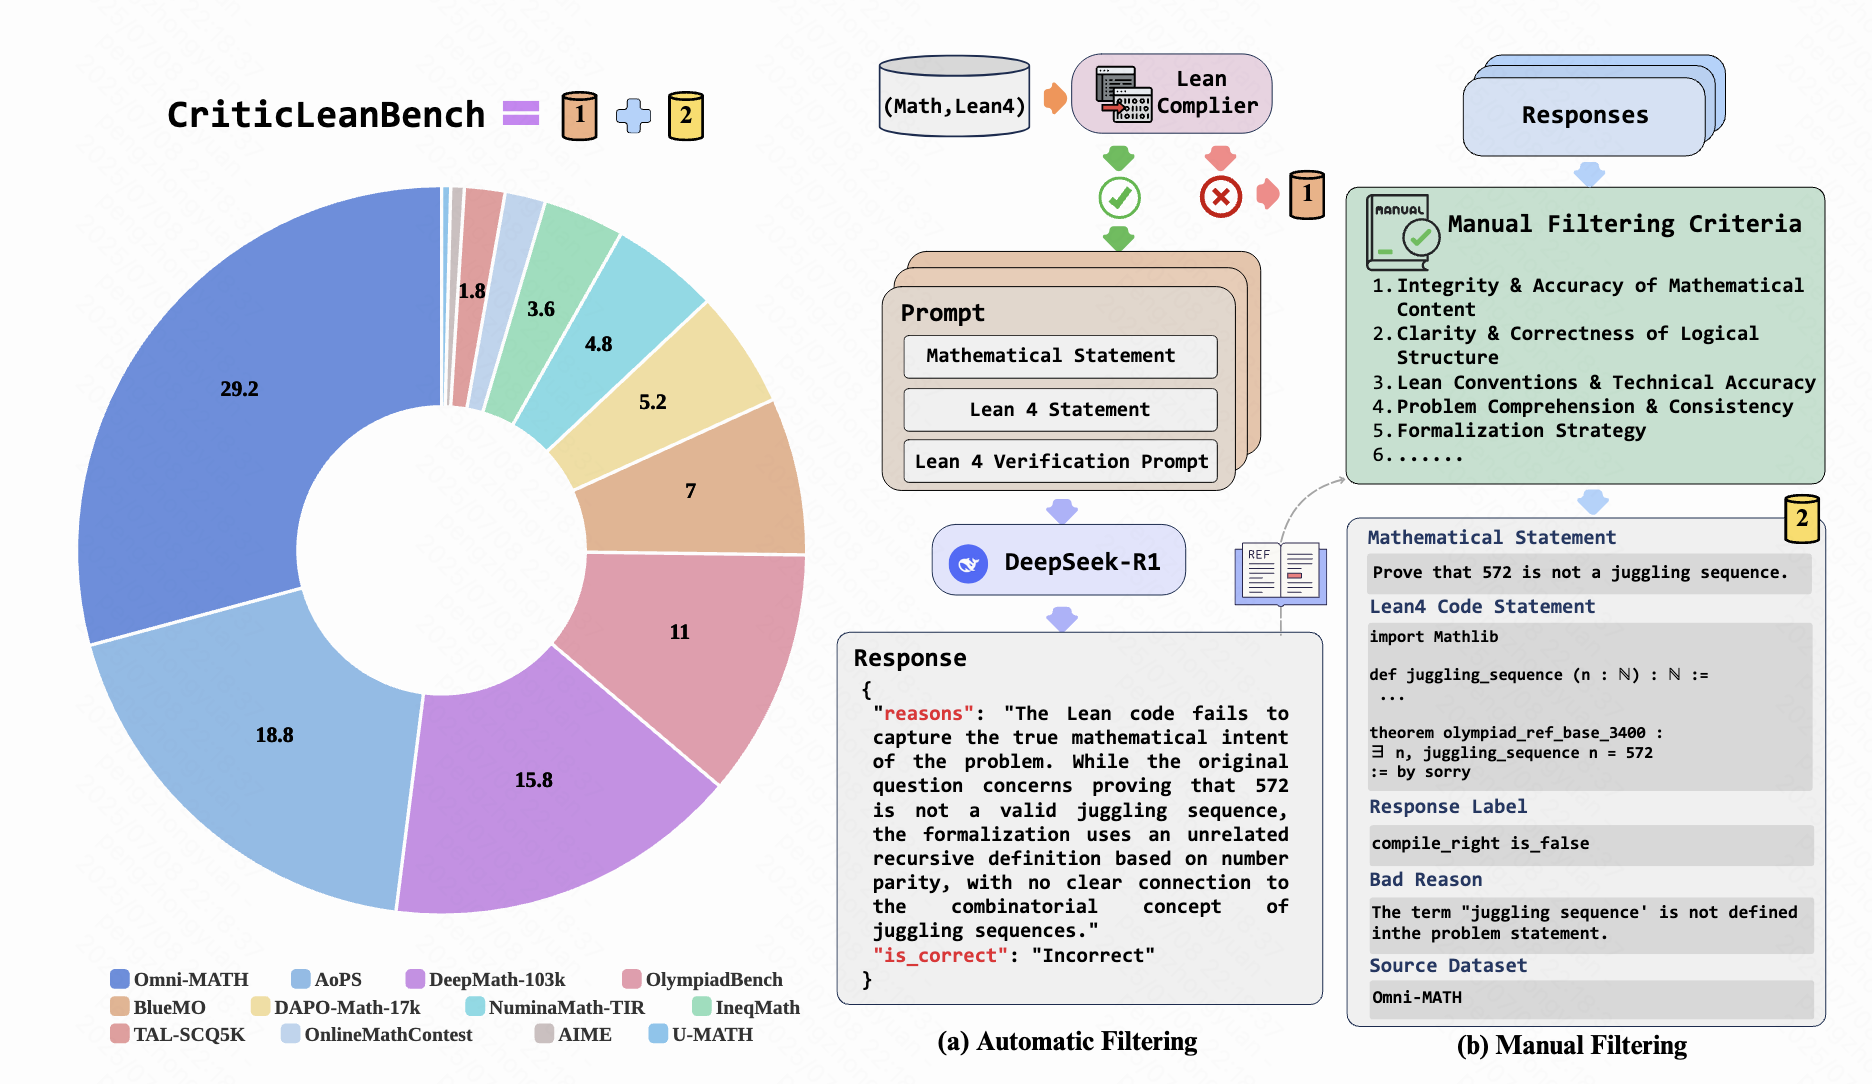 CriticLeanBench
1
2
1.8
3.6
4.8
29.2
5.2
7
11
18.8
15.8
Omni-MATH
AoPS
DeepMath-103k
OlympiadBench
BlueMO
DAPO-Math-17k
NuminaMath-TIR
IneqMath
TAL-SCQ5K
OnlineMathContest
AIME
U-MATH
(Math,Lean4)
Lean
Complier
1
Prompt
Mathematical Statement
Lean 4 Statement
Lean 4 Verification Prompt
DeepSeek-R1
REF
Response
{
"reasons": "The Lean code fails to
capture the true mathematical intent
of the problem. While the original
question concerns proving that 572
is not a valid juggling sequence,
the formalization uses an unrelated
recursive definition based on number
parity, with no clear connection to
the combinatorial concept of
juggling sequences."
"is_correct": "Incorrect"
}
(a) Automatic Filtering
Responses
MANUAL
Manual Filtering Criteria
1. Integrity & Accuracy of Mathematical
Content
2. Clarity & Correctness of Logical
Structure
3. Lean Conventions & Technical Accuracy
4. Problem Comprehension & Consistency
5. Formalization Strategy
6.......
2
Mathematical Statement
Prove that 572 is not a juggling sequence.
Lean4 Code Statement
import Mathlib
def juggling_sequence (n : ℕ) : ℕ :=
...
theorem olympiad_ref_base_3400 :
∃ n, juggling_sequence n = 572
:= by sorry
Response Label
compile_right is_false
Bad Reason
The term "juggling sequence' is not defined
inthe problem statement.
Source Dataset
Omni-MATH
(b) Manual Filtering